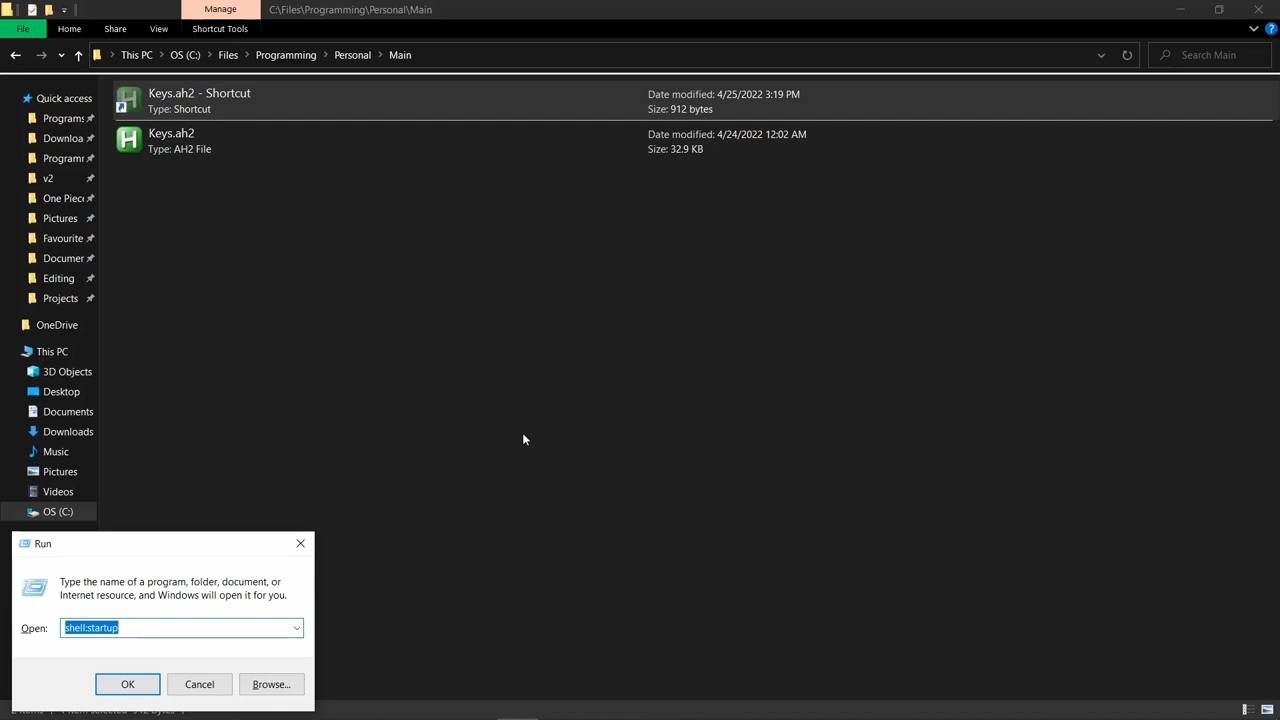 Manage
C:\Files\Programming\Personal\Main
File
Home
Share
View
Shortcut Tools
This PC
OS (C:)
Files
Programming
Personal
Main
Search Main
Quick access
Programs
Downloa
Program
v2
One Piece
Pictures
Favourite
Documer
Editing
Projects
OneDrive
This PC
3D Objects
Desktop
Documents
Downloads
Music
Pictures
Videos
OS (C:)
Keys.ah2 - Shortcut
Type: Shortcut
Date modified: 4/25/2022 3:19 PM
Size: 912 bytes
Keys.ah2
Type: AH2 File
Date modified: 4/24/2022 12:02 AM
Size: 32.9 KB
Run
Type the name of a program, folder, document, or
Internet resource, and Windows will open it for you.
Open:
shell:startup
OK
Cancel
Browse...